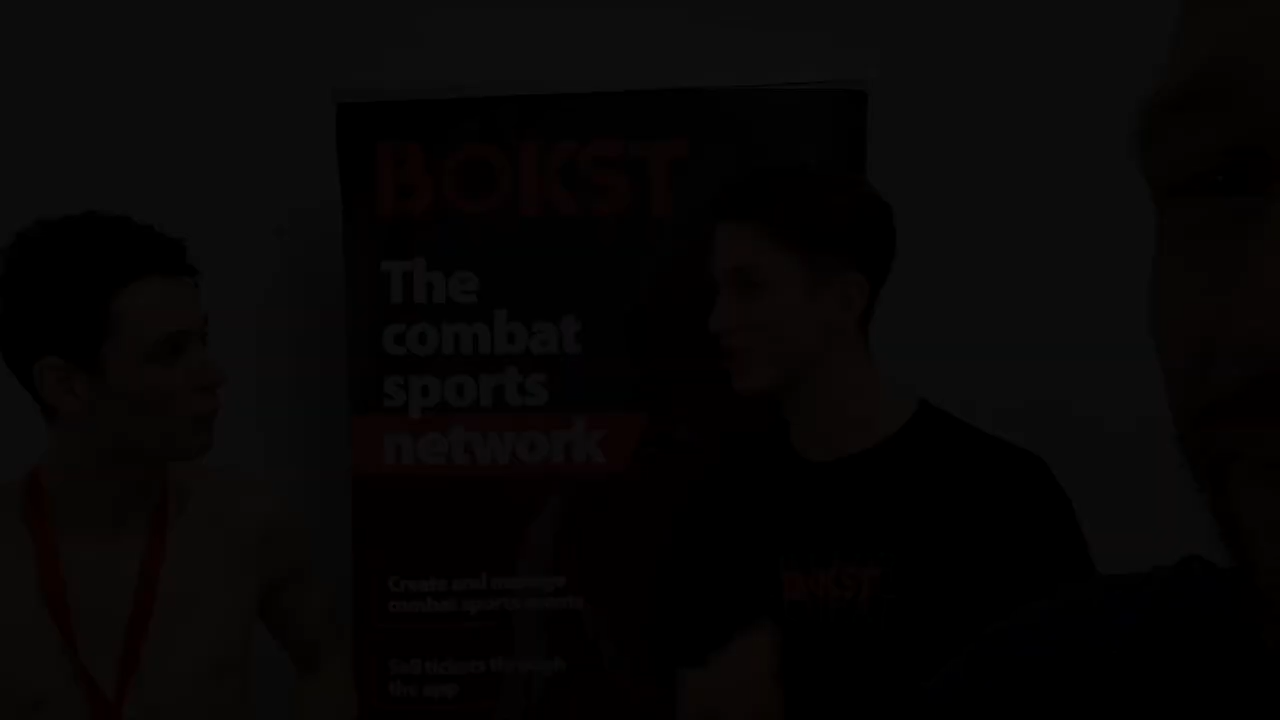 BOKST
The
combat
sports
network
Create and manage
combat sports events
Sell tickets through
the app
BOKST